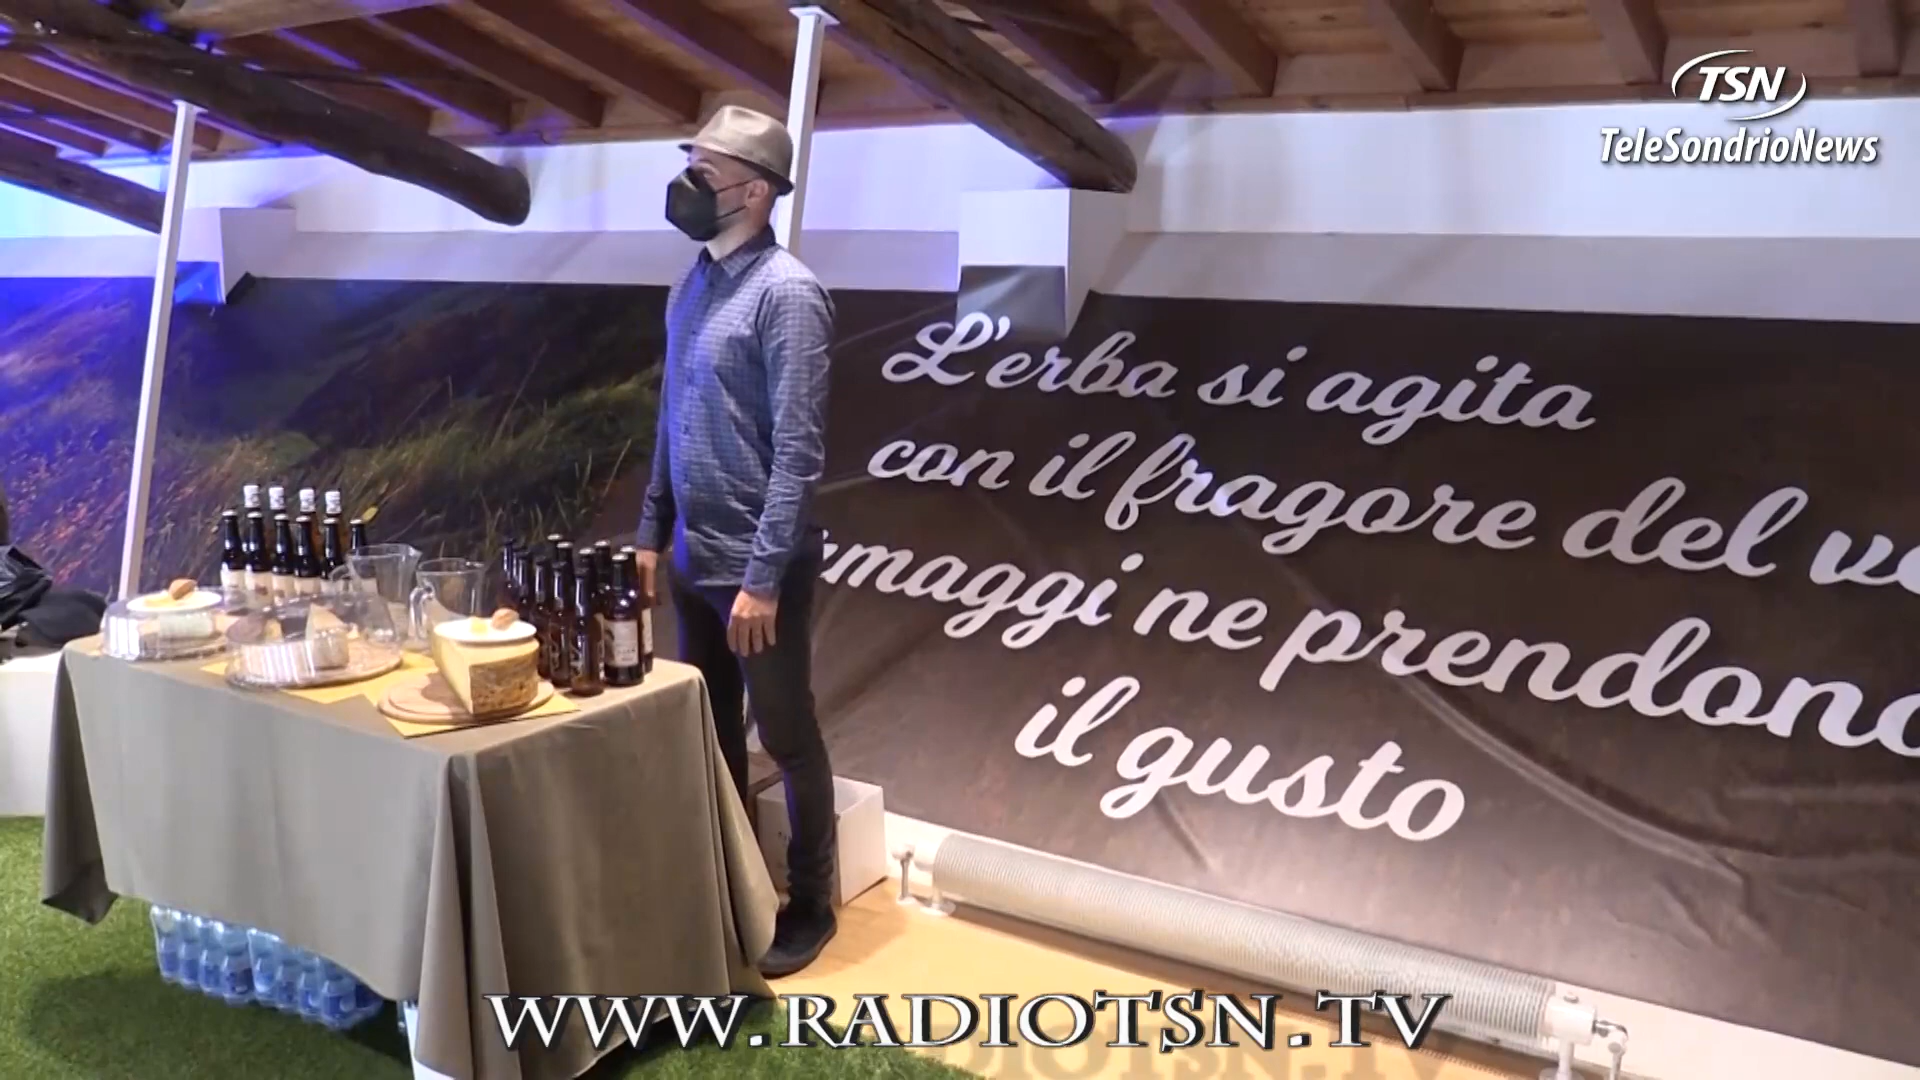 TSN
TeleSondrioNews
L'erba si agita
con il fragore del
ne prendono
il gusto
WWW.RADIOTSN.TV